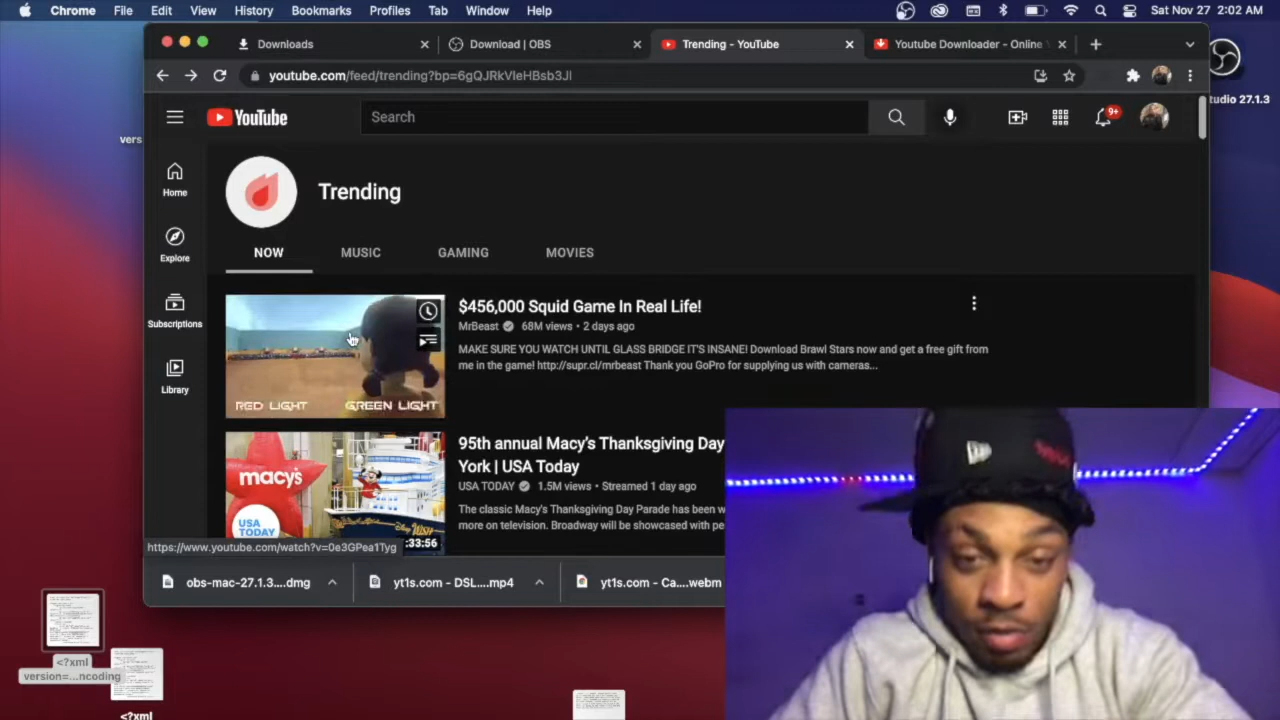 Chrome File Edit View History Bookmarks Profiles Tab Window Help Sat Nov 27 2:02 AM
Downloads Download | OBS Trending - YouTube Youtube Downloader - Online
youtube.com/feed/trending?bp=6gQJRkVleHBsb3Jl
tudio 27.1.3
YouTube Search 9+
vers
Home
Explore
Subscriptions
Library
Trending
NOW MUSIC GAMING MOVIES
RED LIGHT GREEN LIGHT
$456,000 Squid Game In Real Life!
MrBeast 68M views • 2 days ago
MAKE SURE YOU WATCH UNTIL GLASS BRIDGE IT'S INSANE! Download Brawl Stars now and get a free gift from
me in the game! http://supr.cl/mrbeast Thank you GoPro for supplying us with cameras...
macys
USA
TODAY
:33:56
95th annual Macy's Thanksgiving Day
York | USA Today
USA TODAY 1.5M views • Streamed 1 day ago
The classic Macy's Thanksgiving Day Parade has been w
more on television. Broadway will be showcased with pe
https://www.youtube.com/watch?v=0e3GPea1Tyg
obs-mac-27.1.3....dmg yt1s.com - DSL....mp4 yt1s.com - Ca....webm
<?xml
version=...ncoding
<?xml